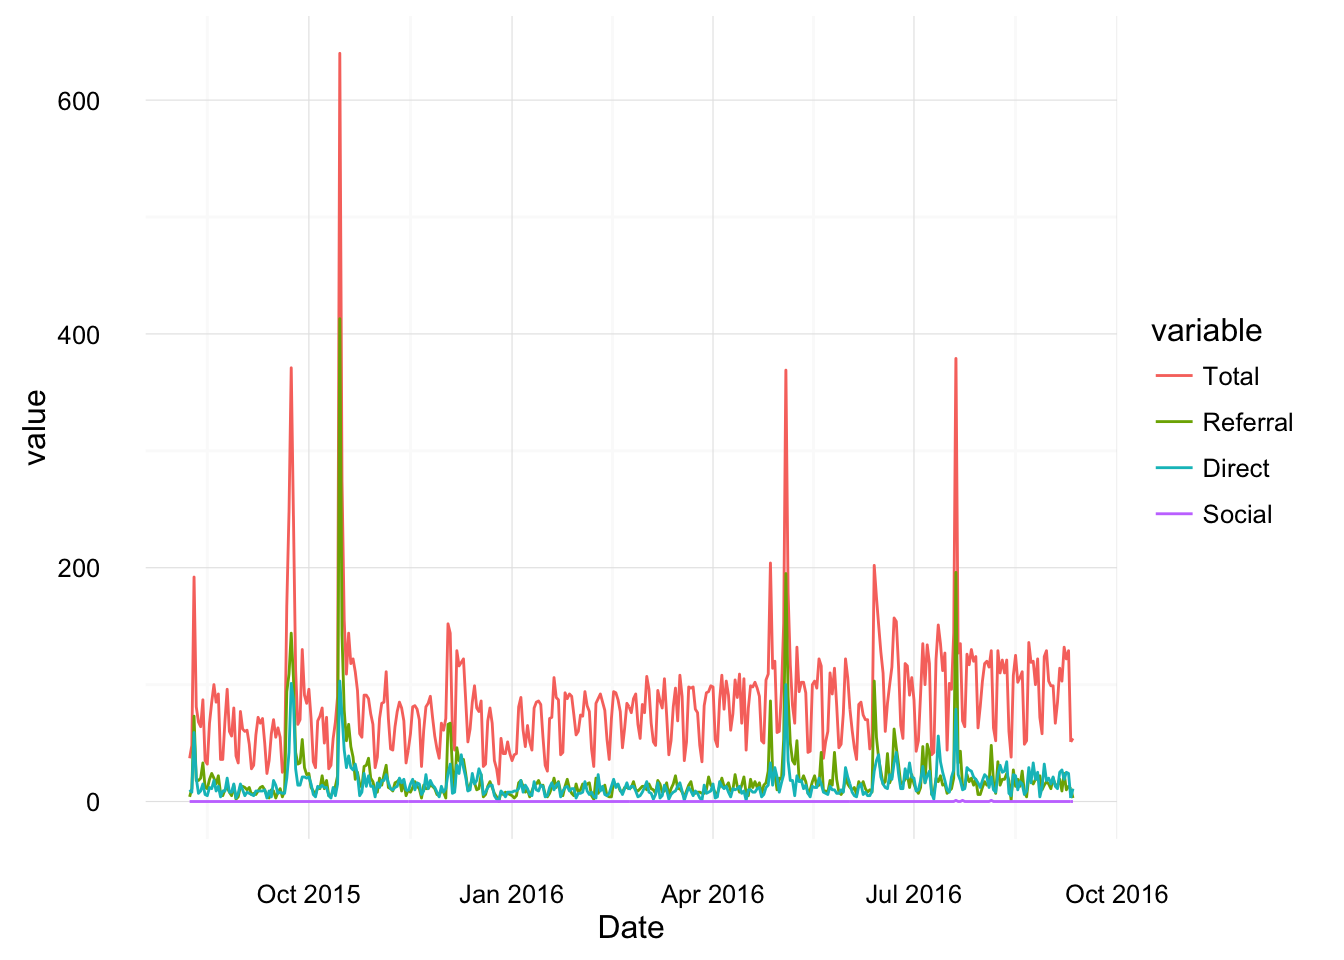 600
400
200
0
value
Oct 2015
Jan 2016
Apr 2016
Jul 2016
Oct 2016
Date
variable
Total
Referral
Direct
Social